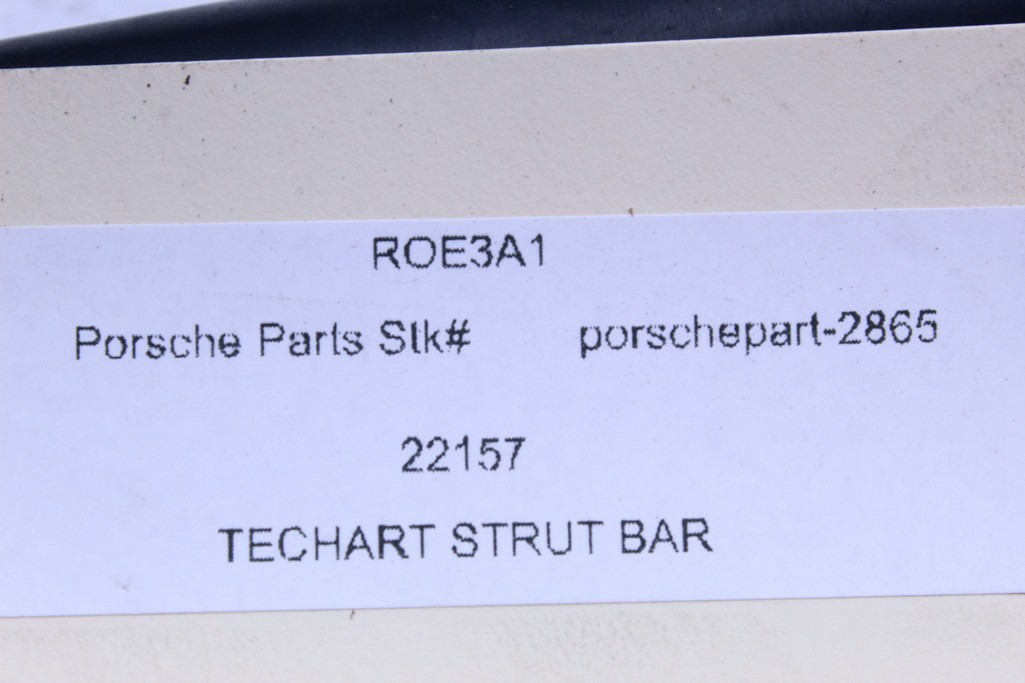 ROE3A1
Porsche Parts Stk# porschepart-2865
22157
TECHART STRUT BAR